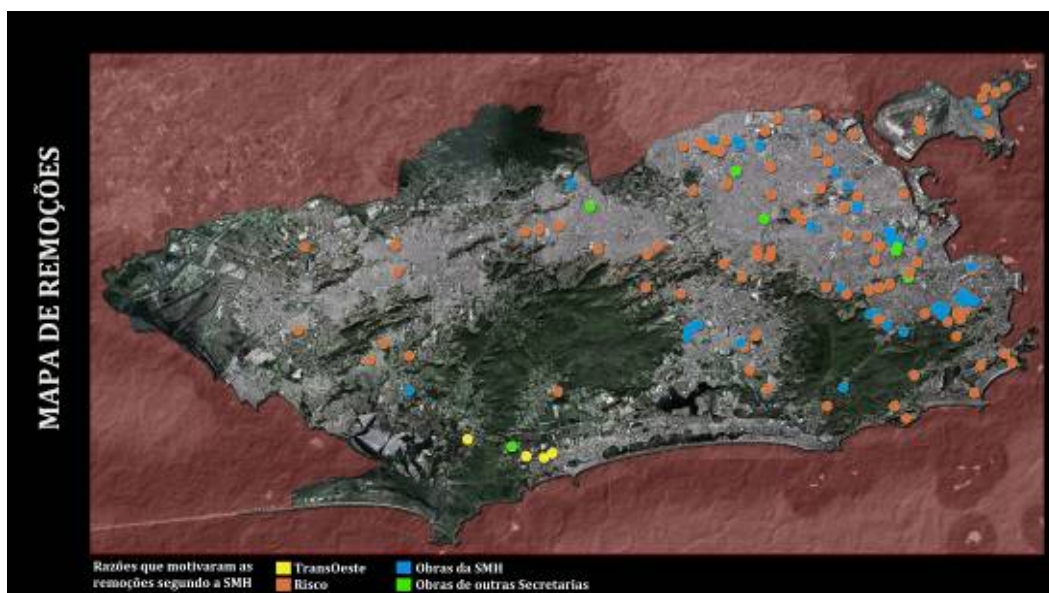 MAPA DE REMOÇÕES
Razões que motivaram as
remoções segundo a SMH
TransOeste
Risco
Obras da SMH
Obras de outras Secretarias